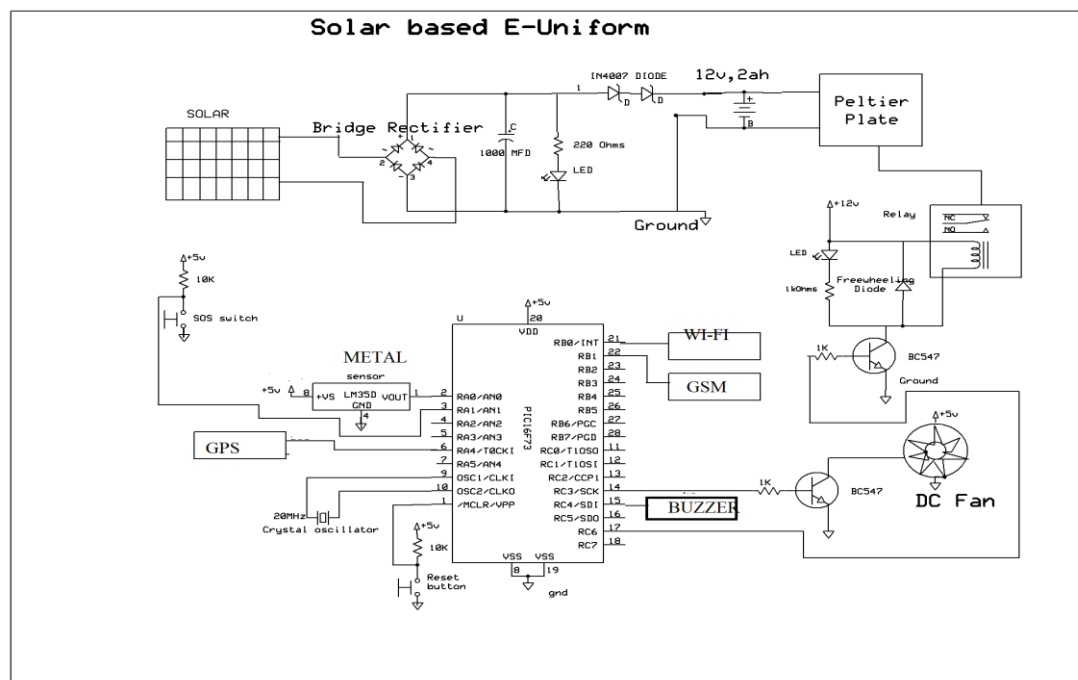 Solar based E-Uniform
IN4007 DIODE
12v,2ah
1
D
D
+
B
Peltier
Plate
SOLAR
Bridge Rectifier
+
1
~
~
2
4
-
3
~
C
1000 MFD
220 Ohms
LED
Ground
+12v
Relay
NC
NO
LED
Freewheeling
Diode
1kOhms
+5v
10K
SOS switch
1K
BC547
Ground
U
+5v
20
VDD
PIC16F73
METAL
sensor
+5v
8
+VS
LM35D
VOUT
1
GND
4
GPS
2 RA0/AN0
3 RA1/AN1
4 RA2/AN2
5 RA3/AN3
6 RA4/T0CKI
7 RA5/AN4
9 OSC1/CLKI
10 OSC2/CLKO
1 /MCLR/VPP
RB0/INT 21
RB1 22
RB2 23
RB3 24
RB4 25
RB5 26
RB6/PGC 27
RB7/PGD 28
RC0/T1OSO 11
RC1/T1OSI 12
RC2/CCP1 13
RC3/SCK 14
RC4/SDI 15
RC5/SDO 16
RC6 17
RC7 18
VSS VSS
8 19
gnd
WI-FI
GSM
BUZZER
1K
BC547
+5v
DC Fan
20MHz
Crystal oscillator
+5v
10K
Reset
button